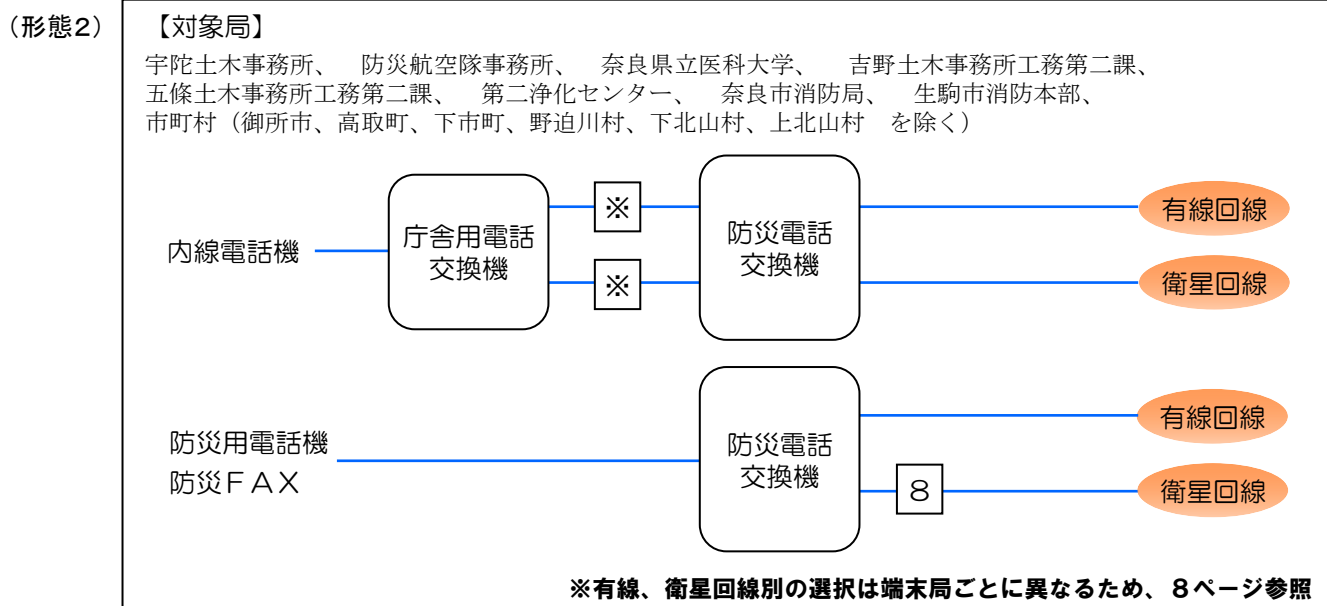 （形態2）
【対象局】
宇陀土木事務所、　防災航空隊事務所、　奈良県立医科大学、　吉野土木事務所工務第二課、
五條土木事務所工務第二課、　第二浄化センター、　奈良市消防局、　生駒市消防本部、
市町村（御所市、高取町、下市町、野迫川村、下北山村、上北山村　を除く）
内線電話機
庁舎用電話
交換機
※
※
防災電話
交換機
有線回線
衛星回線
防災用電話機
防災ＦＡＸ
防災電話
交換機
８
有線回線
衛星回線
※有線、衛星回線別の選択は端末局ごとに異なるため、８ページ参照